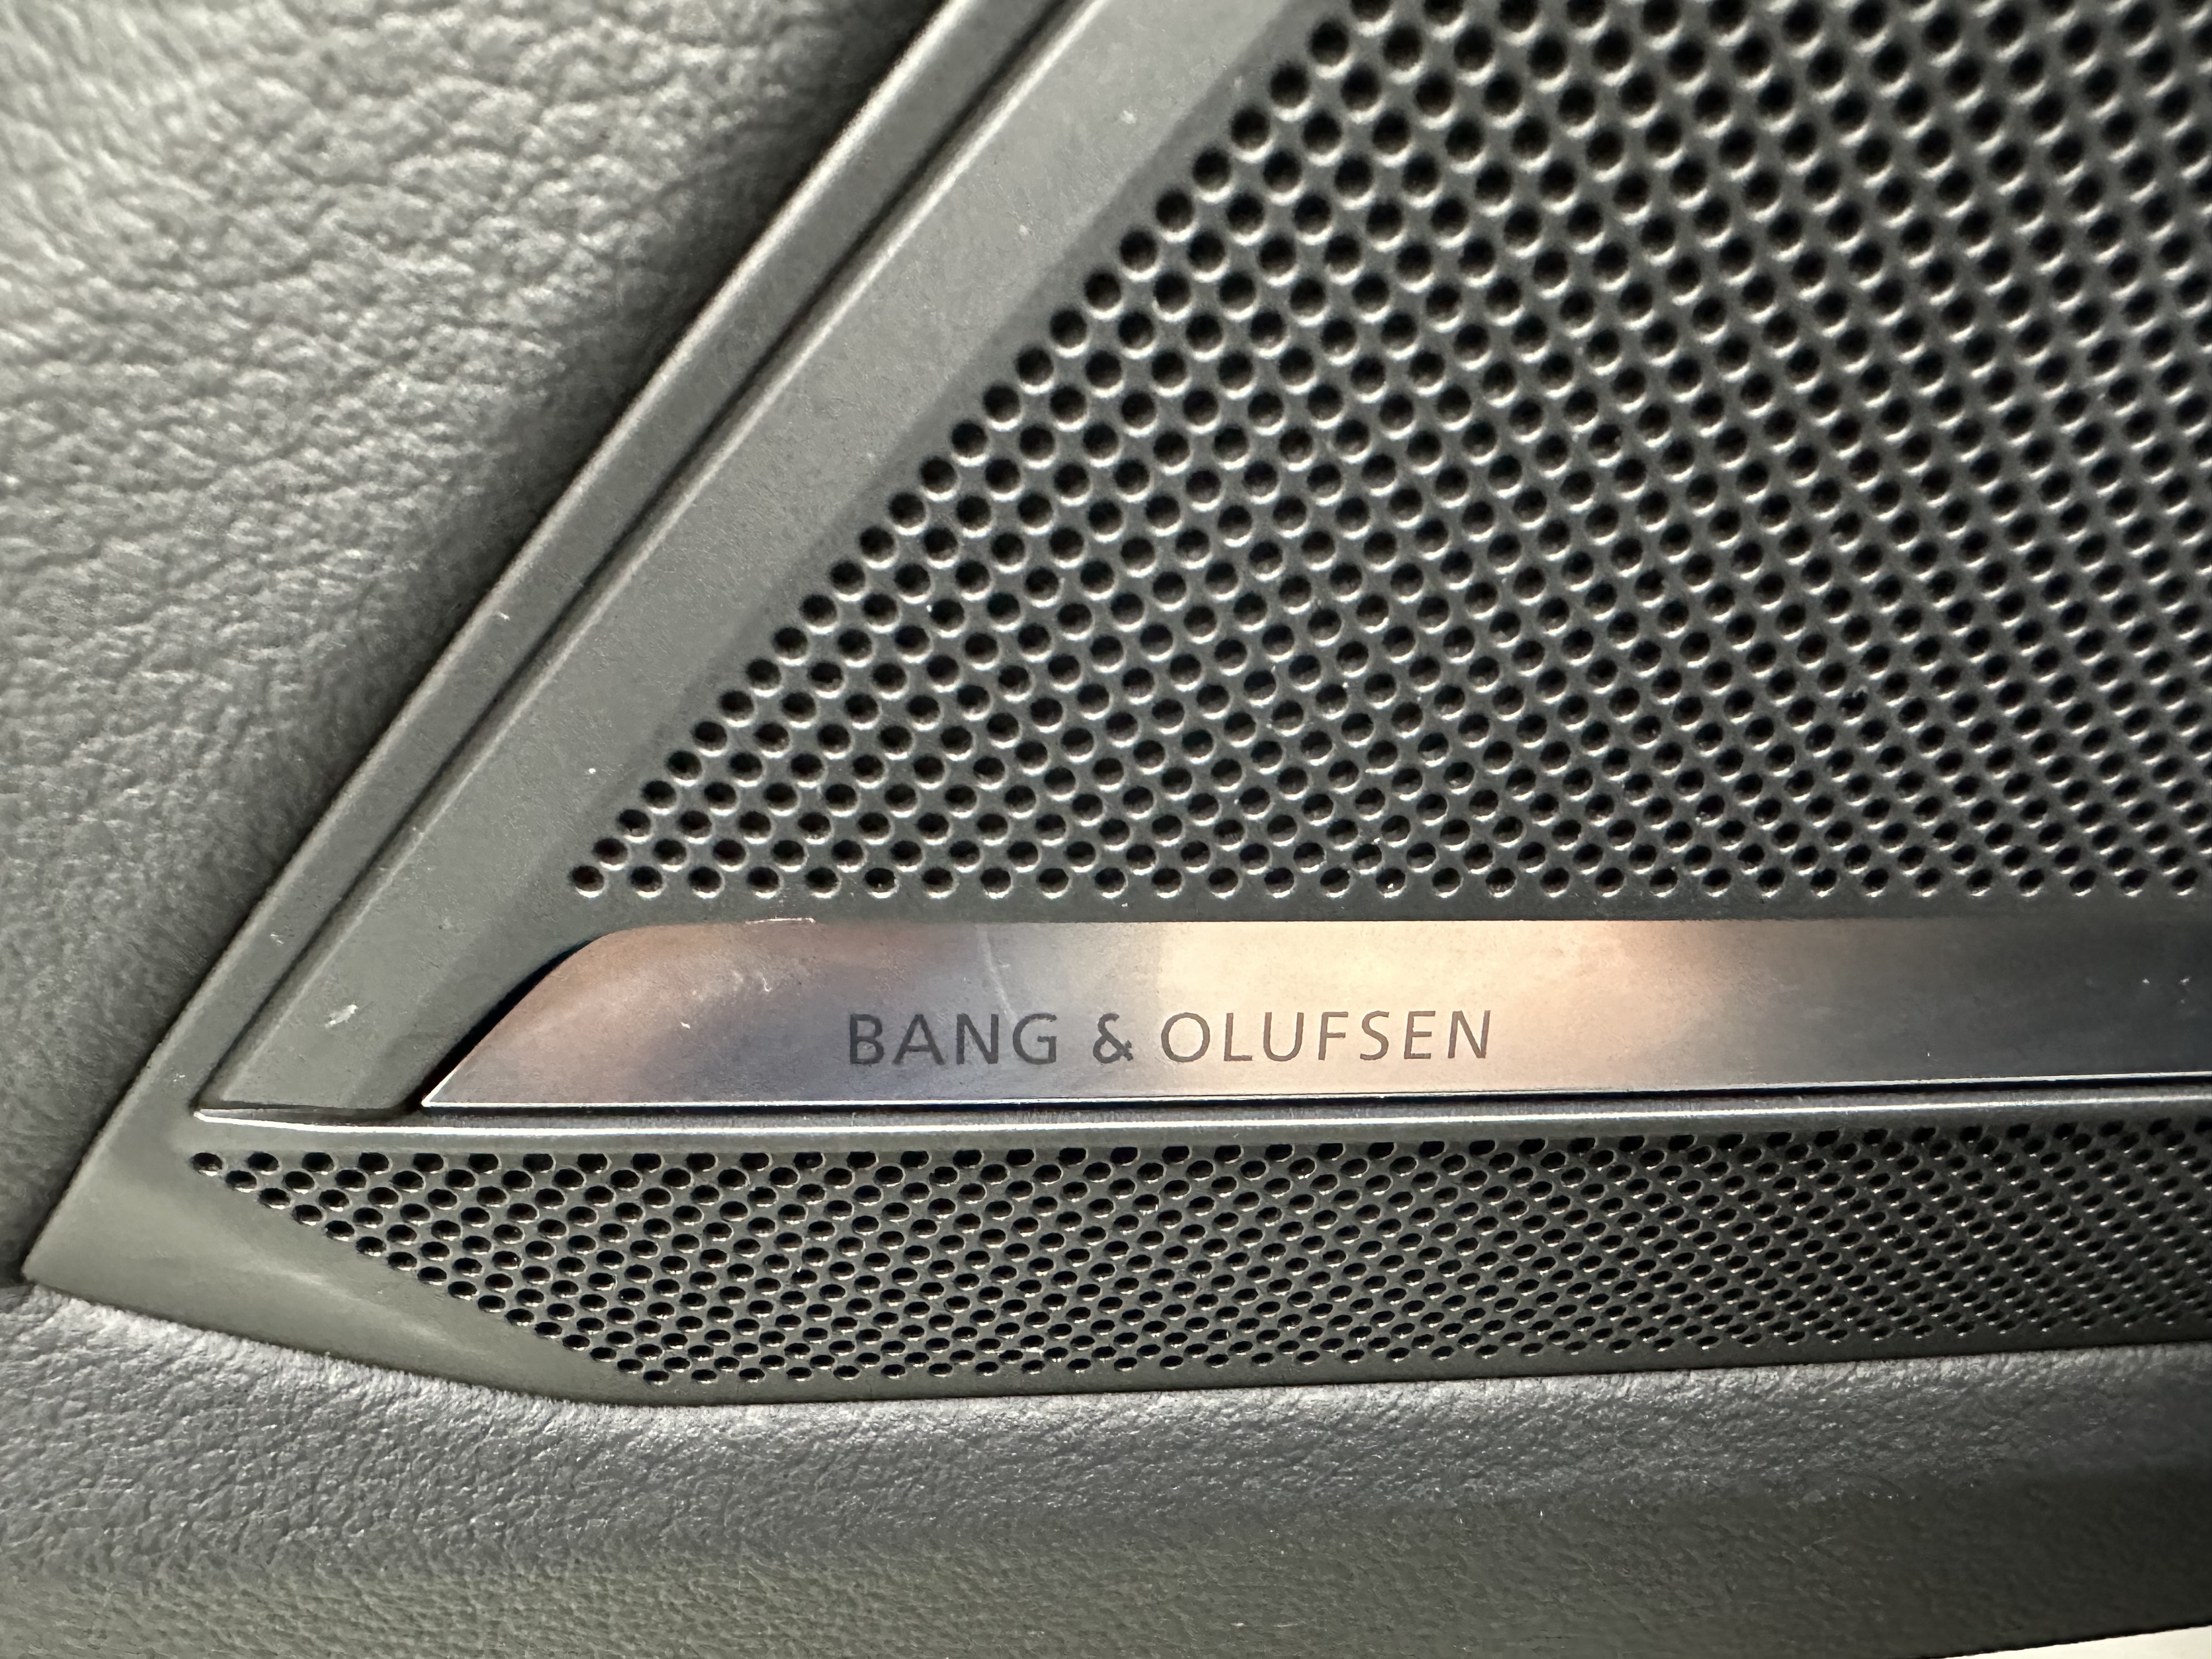 BANG & OLUFSEN